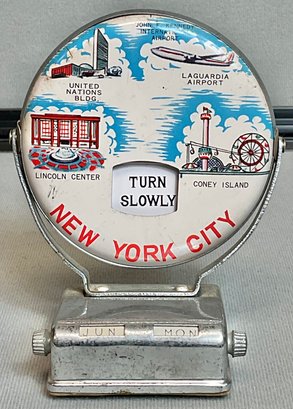 JOHN F. KENNEDY
INTERNATIONAL
AIRPORT
LAGUARDIA
AIRPORT
UNITED
NATIONS
BLDG.
LINCOLN CENTER
CONEY ISLAND
TURN
SLOWLY
NEW YORK CITY
JUN MON